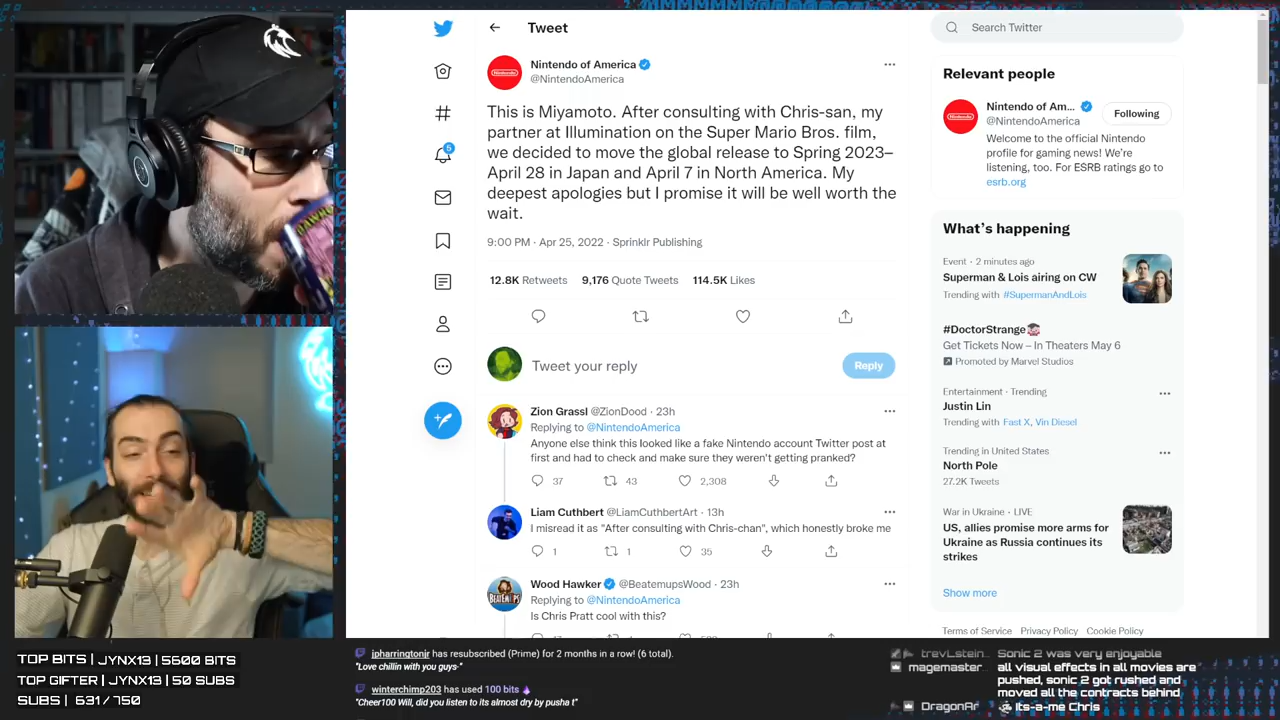 Tweet
Nintendo of America
@NintendoAmerica
This is Miyamoto. After consulting with Chris-san, my
partner at Illumination on the Super Mario Bros. film,
we decided to move the global release to Spring 2023–
April 28 in Japan and April 7 in North America. My
deepest apologies but I promise it will be well worth the
wait.
9:00 PM · Apr 25, 2022 · Sprinklr Publishing
12.8K Retweets 9,176 Quote Tweets 114.5K Likes
Tweet your reply
Reply
Zion Grassl @ZionDood · 23h
Replying to @NintendoAmerica
Anyone else think this looked like a fake Nintendo account Twitter post at
first and had to check and make sure they weren't getting pranked?
37 43 2,308
Liam Cuthbert @LiamCuthbertArt · 13h
I misread it as "After consulting with Chris-chan", which honestly broke me
1 1 35
Wood Hawker @BeatemupsWood · 23h
Replying to @NintendoAmerica
Is Chris Pratt cool with this?
5
Nintendo
BEATEMUPS
Search Twitter
Relevant people
Nintendo of Am...
@NintendoAmerica
Following
Welcome to the official Nintendo
profile for gaming news! We're
listening, too. For ESRB ratings go to
esrb.org
What's happening
Event · 2 minutes ago
Superman & Lois airing on CW
Trending with #SupermanAndLois
#DoctorStrange
Get Tickets Now – In Theaters May 6
Promoted by Marvel Studios
Entertainment · Trending
Justin Lin
Trending with Fast X, Vin Diesel
Trending in United States
North Pole
27.2K Tweets
War in Ukraine · LIVE
US, allies promise more arms for
Ukraine as Russia continues its
strikes
Show more
Terms of Service Privacy Policy Cookie Policy
TOP BITS | JYNX13 | 5600 BITS
TOP GIFTER | JYNX13 | 50 SUBS
SUBS | 631/750
jpharringtonjr has resubscribed (Prime) for 2 months in a row! (6 total).
"Love chillin with you guys-"
winterchimp203 has used 100 bits
"Cheer100 Will, did you listen to its almost dry by pusha t"
trevLstein
Sonic 2 was very enjoyable
magemaster
all visual effects in all movies are
pushed, sonic 2 got rushed and
moved all the contracts behind
DragonAr
its-a-me Chris